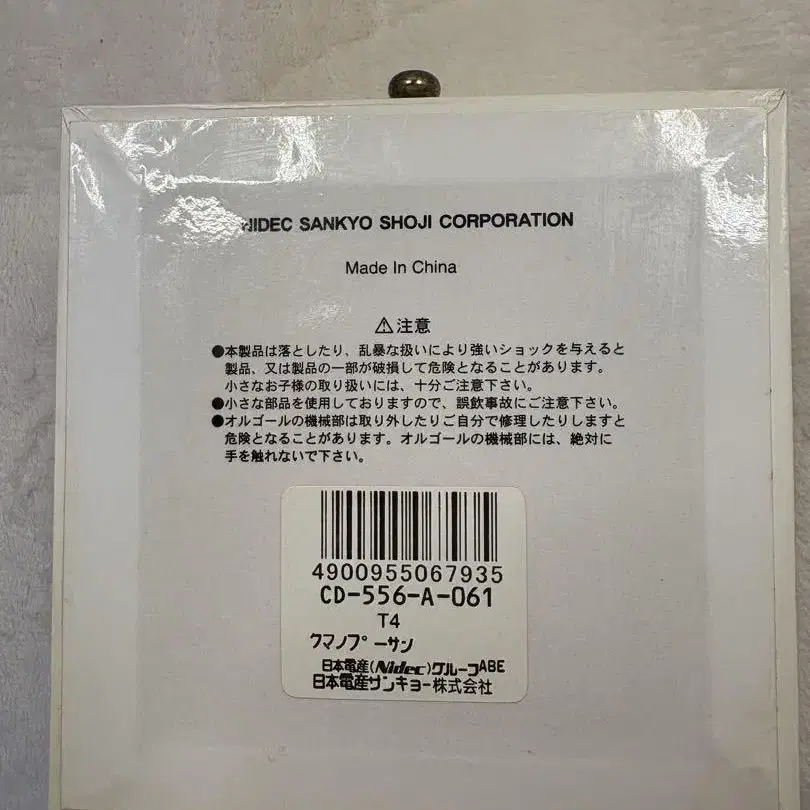 NIDEC SANKYO SHOJI CORPORATION
Made In China
⚠注意
●本製品は落としたり、乱暴な扱いにより強いショックを与えると
製品、又は製品の一部が破損して危険となることがあります。
小さなお子様の取り扱いには、十分ご注意下さい。
●小さな部品を使用しておりますので、誤飲事故にご注意下さい。
●オルゴールの機械部は取り外したりご自分で修理したりしますと
危険となることがあります。オルゴールの機械部には、絶対に
手を触れないで下さい。
4900955067935
CD-556-A-061
T4
クマノプーサン
日本電産(Nidec)グループABE
日本電産サンキョー株式会社